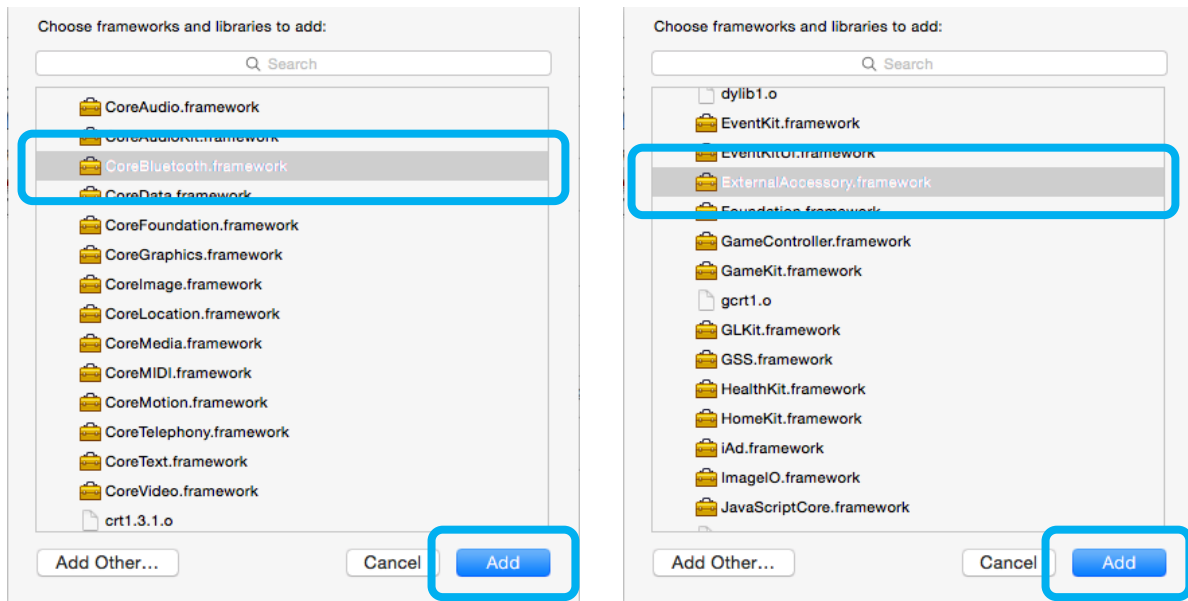 Choose frameworks and libraries to add:
Search
CoreAudio.framework
CoreAudioKit.framework
CoreBluetooth.framework
CoreData.framework
CoreFoundation.framework
CoreGraphics.framework
CoreImage.framework
CoreLocation.framework
CoreMedia.framework
CoreMIDI.framework
CoreMotion.framework
CoreTelephony.framework
CoreText.framework
CoreVideo.framework
crt1.3.1.o
Add Other...
Cancel
Add
Choose frameworks and libraries to add:
Search
dylib1.o
EventKit.framework
EventKitUI.framework
ExternalAccessory.framework
Foundation.framework
GameController.framework
GameKit.framework
gcrt1.o
GLKit.framework
GSS.framework
HealthKit.framework
HomeKit.framework
iAd.framework
ImageIO.framework
JavaScriptCore.framework
Add Other...
Cancel
Add